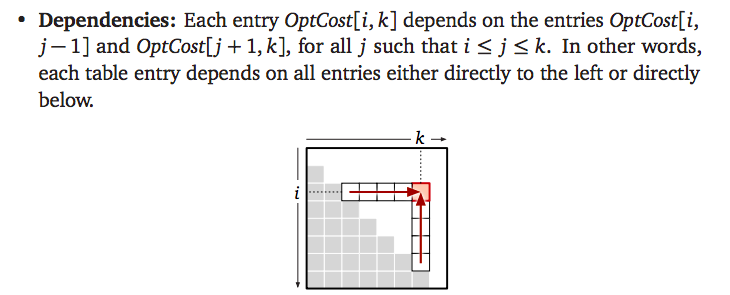 • Dependencies: Each entry OptCost[i, k] depends on the entries OptCost[i,
j − 1] and OptCost[j + 1, k], for all j such that i ≤ j ≤ k. In other words,
each table entry depends on all entries either directly to the left or directly
below.
k
i